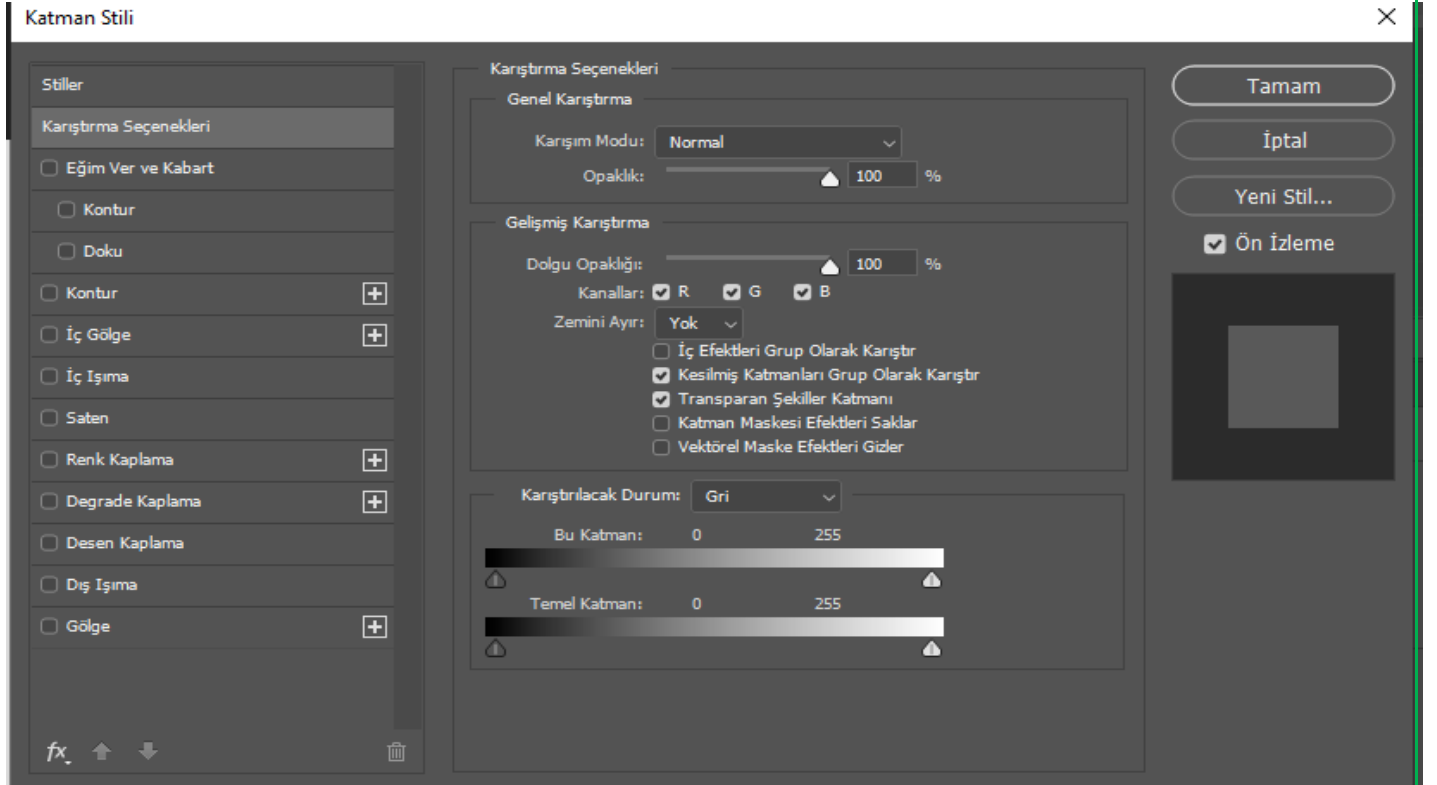 Katman Stili
Stiller
Karıştırma Seçenekleri
Eğim Ver ve Kabart
Kontur
Doku
Kontur
İç Gölge
İç Işıma
Saten
Renk Kaplama
Degrade Kaplama
Desen Kaplama
Dış Işıma
Gölge
fx
Karıştırma Seçenekleri
Genel Karıştırma
Karışım Modu: Normal
Opaklık: 100 %
Gelişmiş Karıştırma
Dolgu Opaklığı: 100 %
Kanallar: R G B
Zemini Ayır: Yok
İç Efektleri Grup Olarak Karıştır
Kesilmiş Katmanları Grup Olarak Karıştır
Transparan Şekiller Katmanı
Katman Maskesi Efektleri Saklar
Vektörel Maske Efektleri Gizler
Karıştırılacak Durum: Gri
Bu Katman: 0 255
Temel Katman: 0 255
Tamam
İptal
Yeni Stil...
Ön İzleme